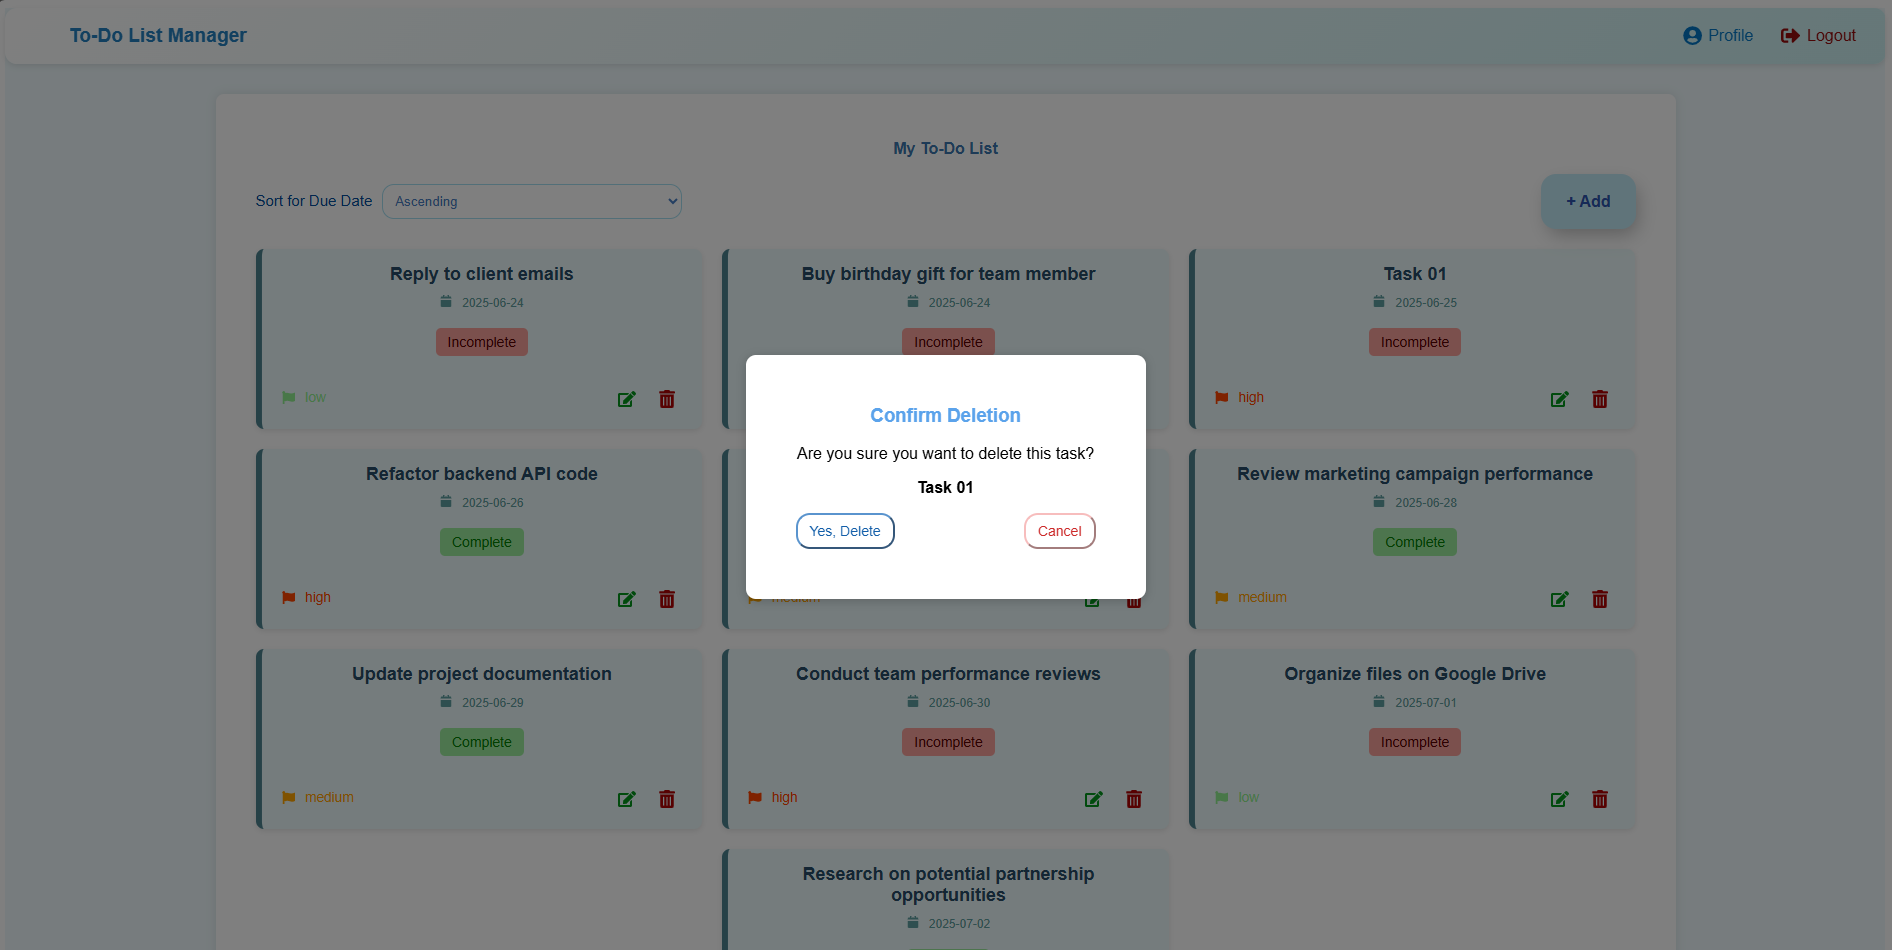 To-Do List Manager
Profile
Logout
My To-Do List
Sort for Due Date
Ascending
+ Add
Reply to client emails
2025-06-24
Incomplete
low
Buy birthday gift for team member
2025-06-24
Incomplete
Task 01
2025-06-25
Incomplete
high
Confirm Deletion
Are you sure you want to delete this task?
Task 01
Yes, Delete
Cancel
Refactor backend API code
2025-06-26
Complete
high
medium
Review marketing campaign performance
2025-06-28
Complete
medium
Update project documentation
2025-06-29
Complete
medium
Conduct team performance reviews
2025-06-30
Incomplete
high
Organize files on Google Drive
2025-07-01
Incomplete
low
Research on potential partnership
opportunities
2025-07-02